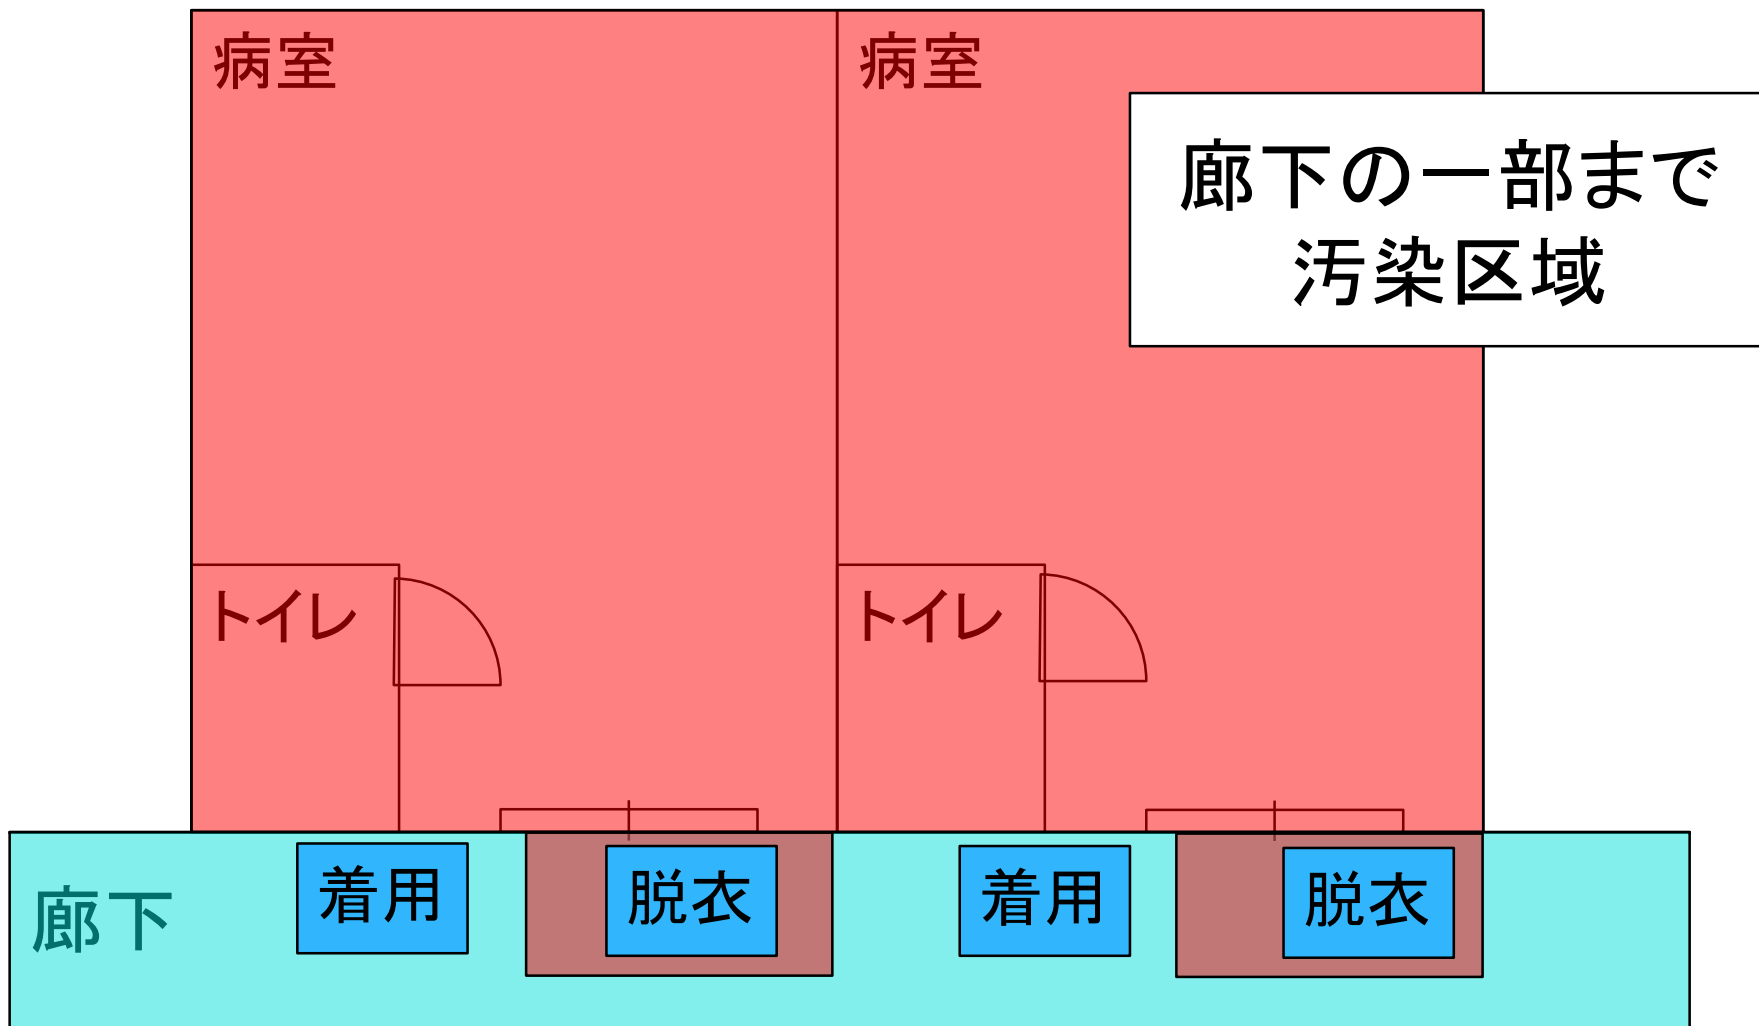 病室
病室
廊下の一部まで
汚染区域
トイレ
トイレ
廊下
着用
脱衣
着用
脱衣